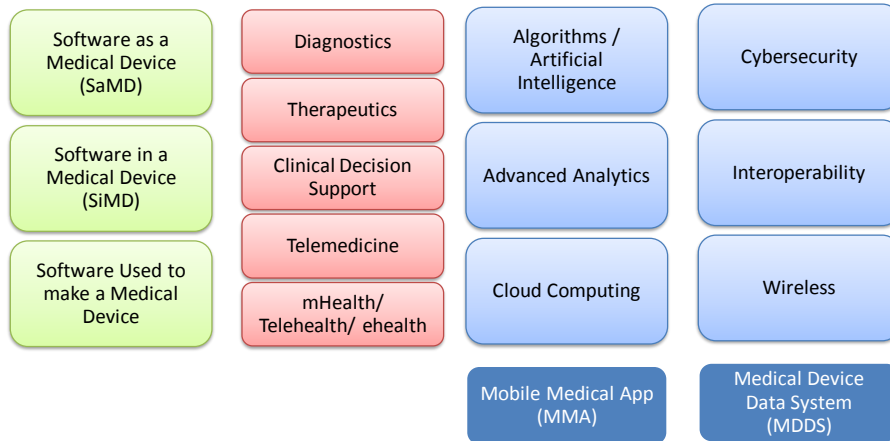 Software as a
Medical Device
(SaMD)
Software in a
Medical Device
(SiMD)
Software Used to
make a Medical
Device
Diagnostics
Therapeutics
Clinical Decision
Support
Telemedicine
mHealth/
Telehealth/ ehealth
Algorithms /
Artificial
Intelligence
Advanced Analytics
Cloud Computing
Mobile Medical App
(MMA)
Cybersecurity
Interoperability
Wireless
Medical Device
Data System
(MDDS)